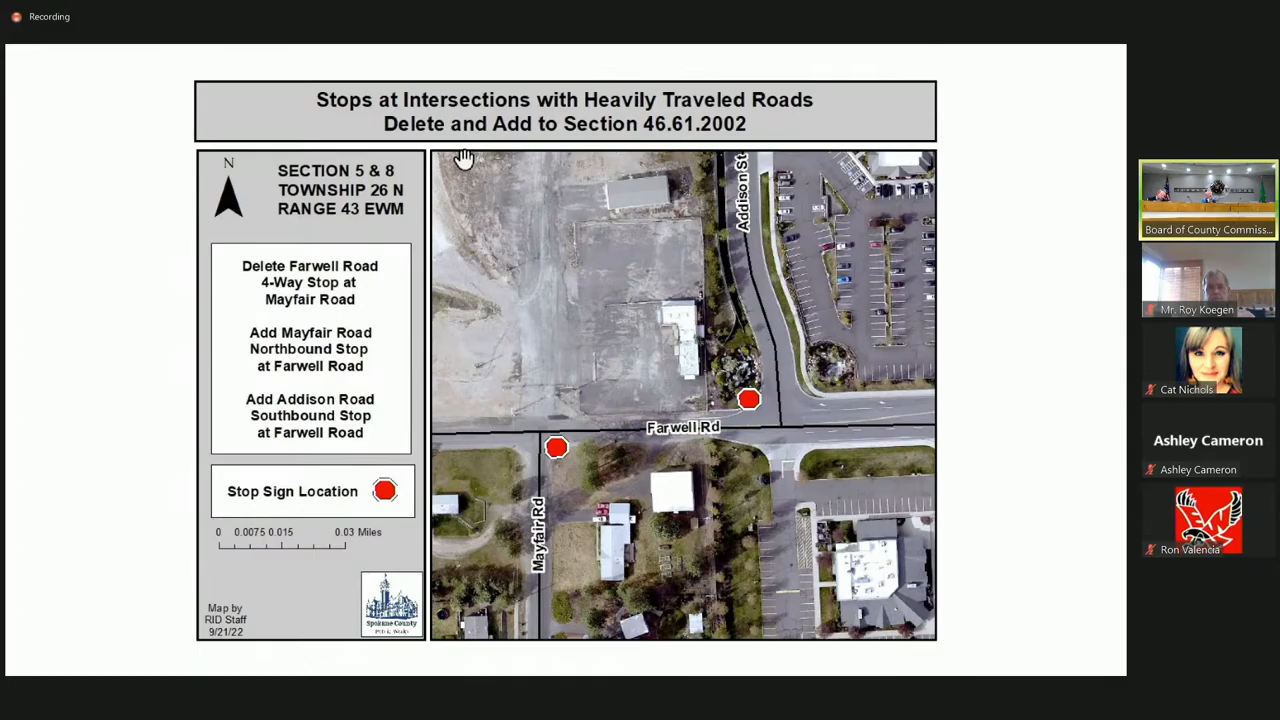 Recording
Stops at Intersections with Heavily Traveled Roads
Delete and Add to Section 46.61.2002
N
SECTION 5 & 8
TOWNSHIP 26 N
RANGE 43 EWM
Delete Farwell Road
4-Way Stop at
Mayfair Road
Add Mayfair Road
Northbound Stop
at Farwell Road
Add Addison Road
Southbound Stop
at Farwell Road
Stop Sign Location
0 0.0075 0.015 0.03 Miles
Map by
RID Staff
9/21/22
Spokane County
Public Works
Addison St
Farwell Rd
Mayfair Rd
Board of County Commiss...
Mr. Roy Koegen
Cat Nichols
Ashley Cameron
Ashley Cameron
Ron Valencia